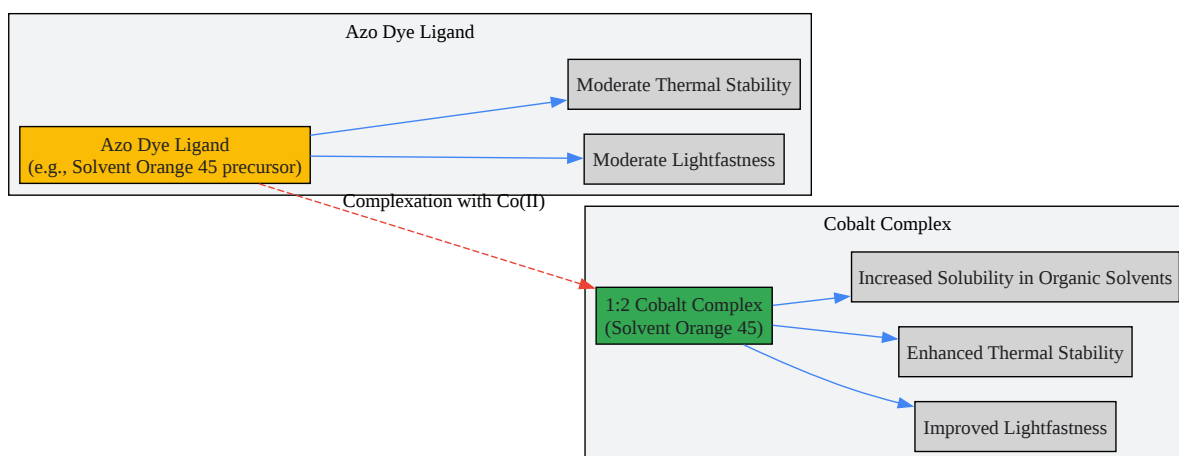 Azo Dye Ligand
Moderate Thermal Stability
Azo Dye Ligand
(e.g., Solvent Orange 45 precursor)
Moderate Lightfastness
Complexation with Co(II)
Cobalt Complex
Increased Solubility in Organic Solvents
1:2 Cobalt Complex
(Solvent Orange 45)
Enhanced Thermal Stability
Improved Lightfastness